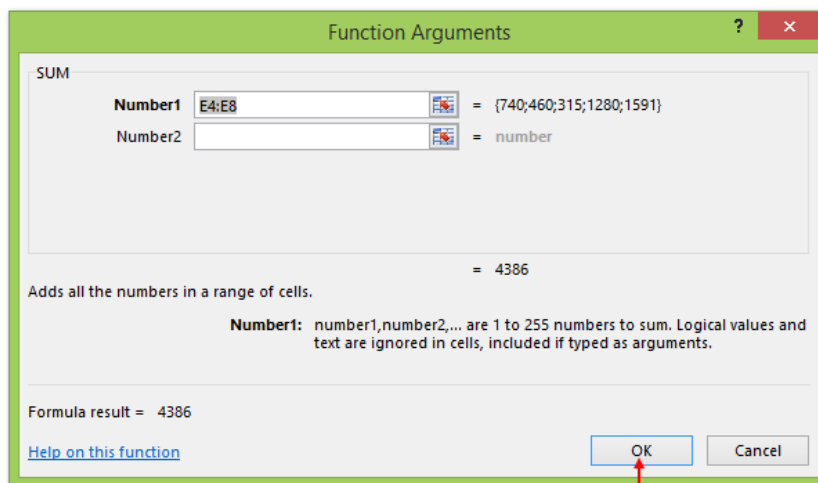 Function Arguments
?
SUM
Number1 E4:E8 = {740;460;315;1280;1591}
Number2 = number
= 4386
Adds all the numbers in a range of cells.
Number1: number1,number2,... are 1 to 255 numbers to sum. Logical values and
text are ignored in cells, included if typed as arguments.
Formula result = 4386
Help on this function
OK
Cancel